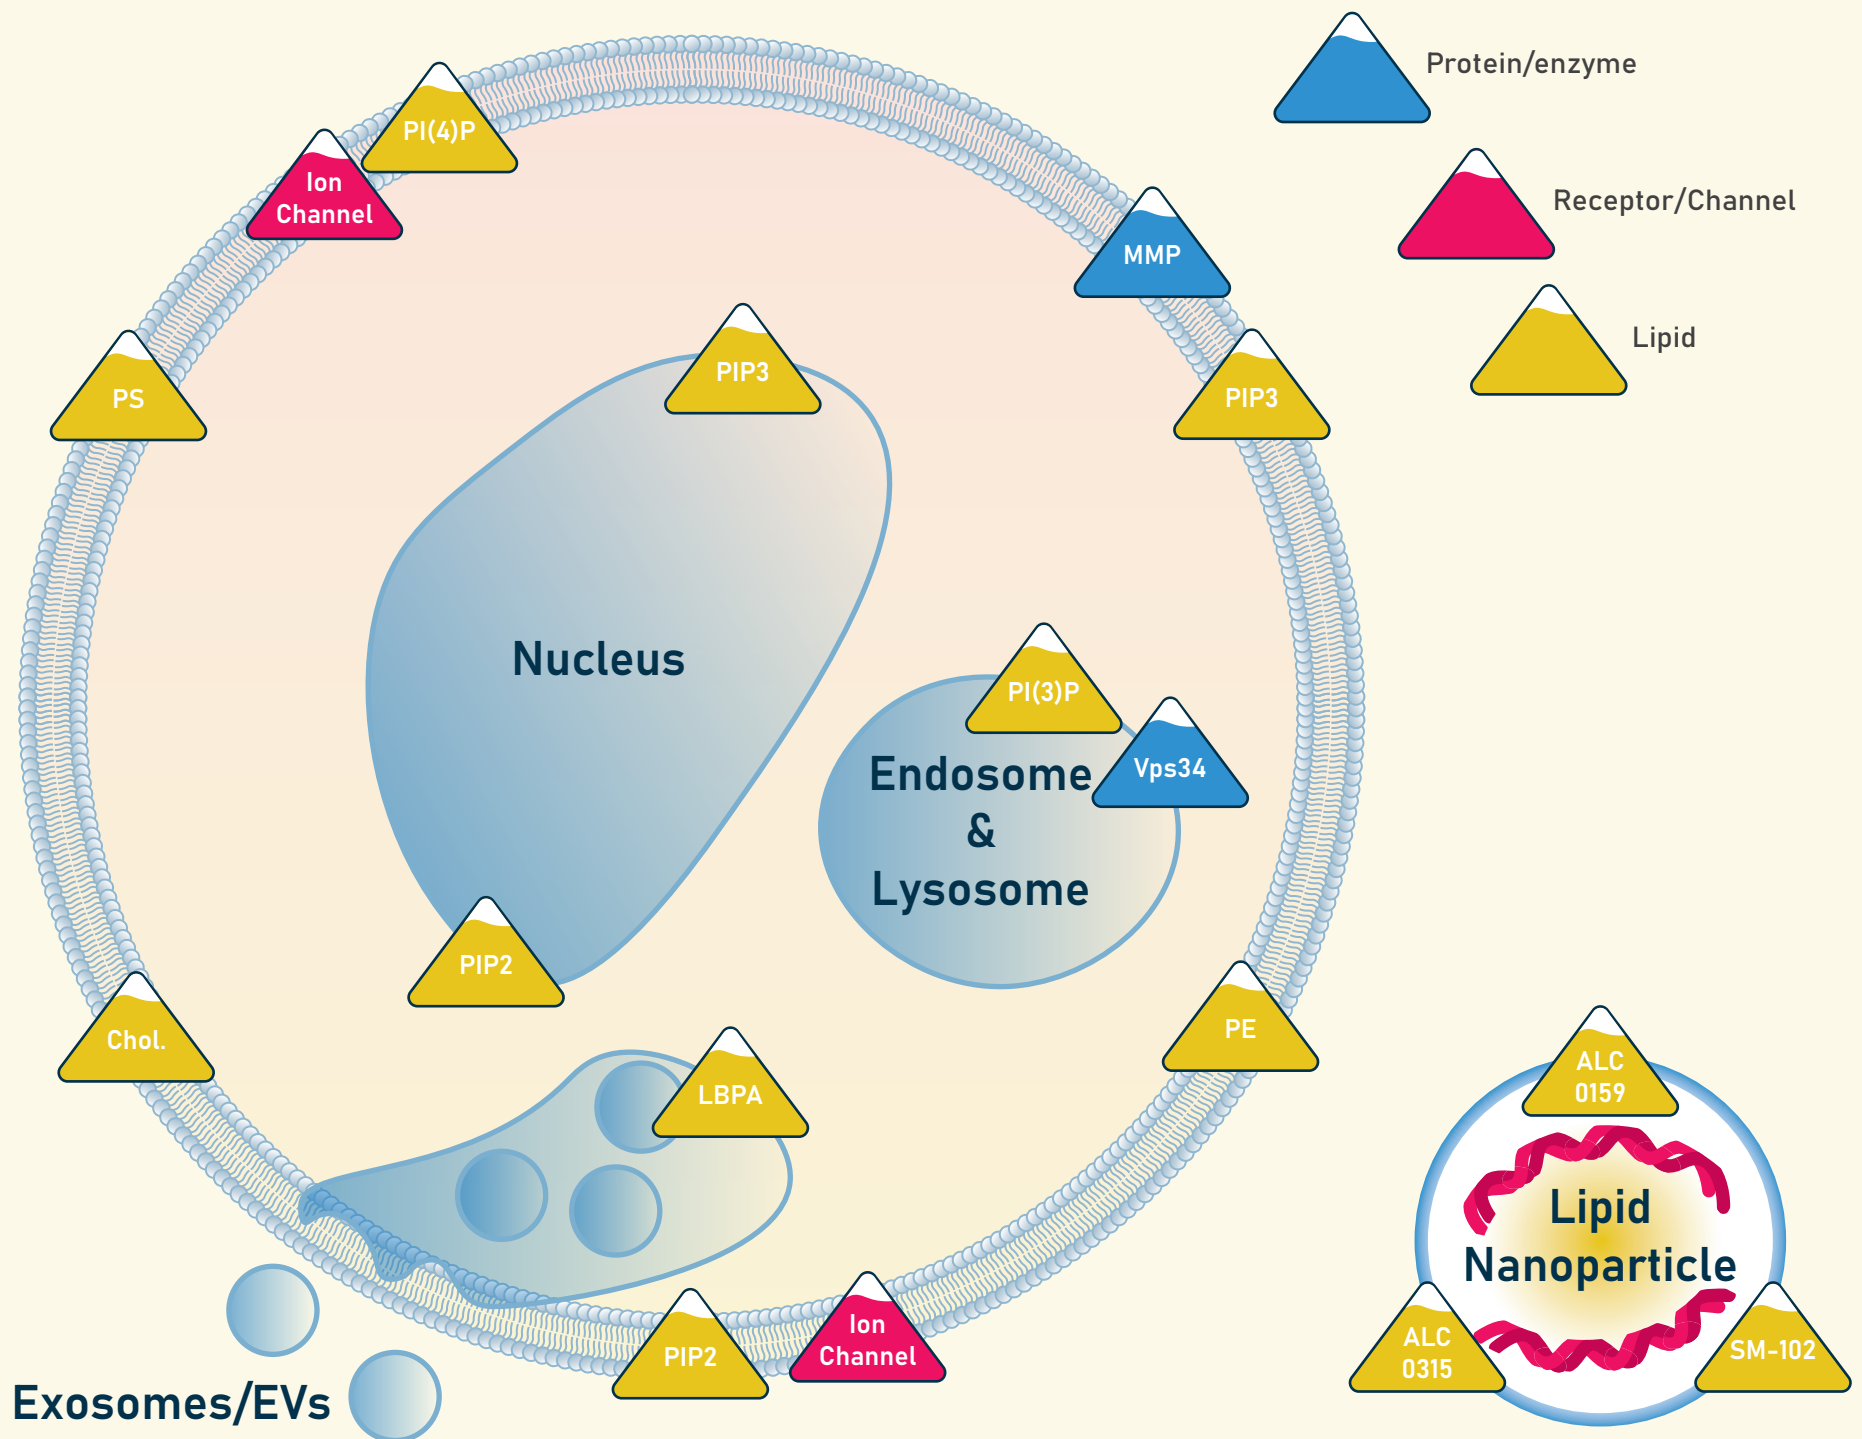 Protein/enzyme
Receptor/Channel
Lipid
PI(4)P
Ion
Channel
MMP
PS
PIP3
PIP3
Nucleus
PI(3)P
Vps34
Endosome
&
Lysosome
PIP2
Chol.
PE
LBPA
PIP2
Ion
Channel
Exosomes/EVs
ALC
0159
Lipid
Nanoparticle
ALC
0315
SM-102